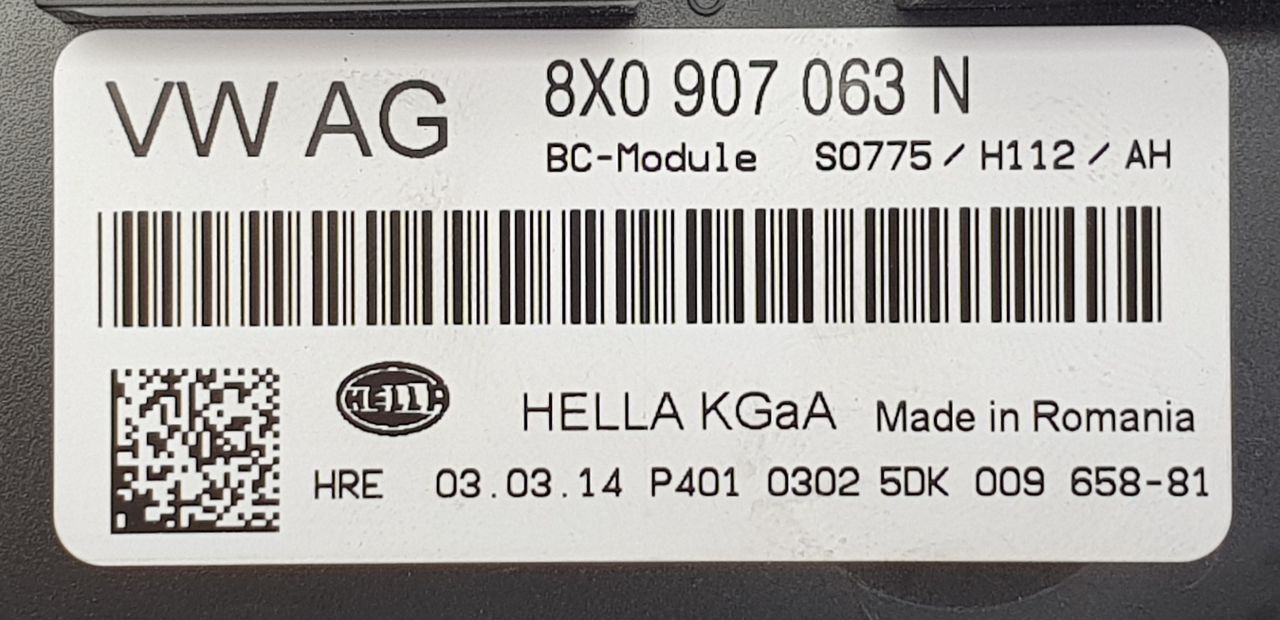 VW AG 8X0 907 063 N
BC-Module S0775 / H112 / AH
HELLA HELLA KGaA Made in Romania
HRE 03.03.14 P401 0302 5DK 009 658-81